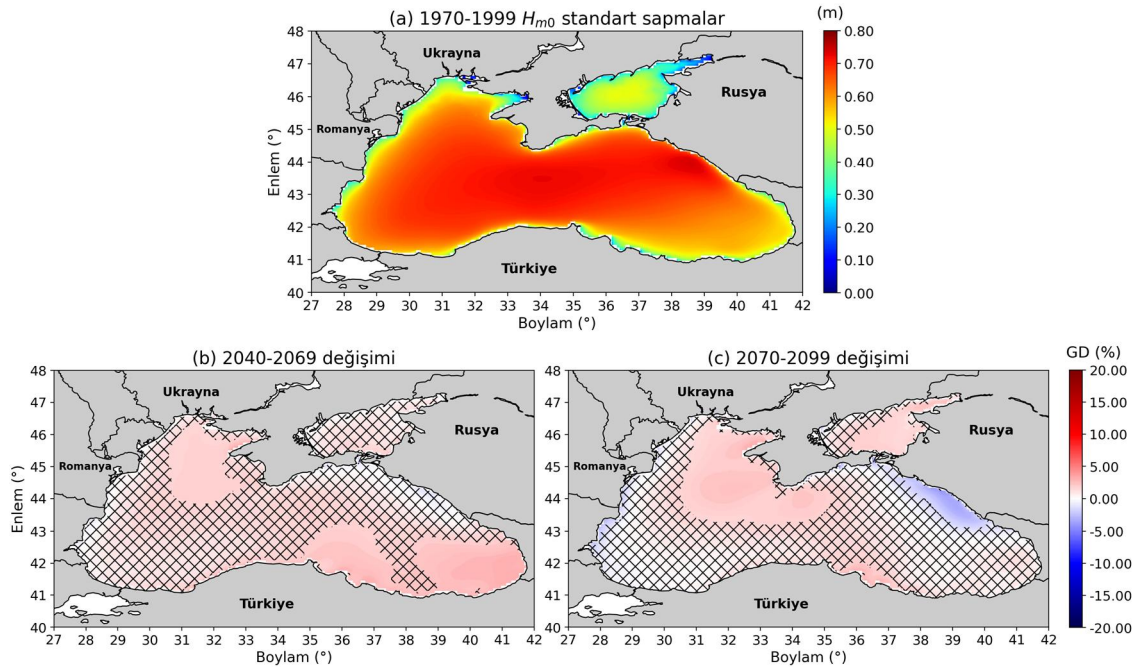 (a) 1970-1999 Hm0 standart sapmalar
(m)
48
47
46
45
44
43
42
41
40
Enlem (°)
Ukrayna
Rusya
Romanya
Türkiye
27 28 29 30 31 32 33 34 35 36 37 38 39 40 41 42
Boylam (°)
0.80
0.70
0.60
0.50
0.40
0.30
0.20
0.10
0.00
(b) 2040-2069 değişimi
48
47
46
45
44
43
42
41
40
Enlem (°)
Ukrayna
Rusya
Romanya
Türkiye
27 28 29 30 31 32 33 34 35 36 37 38 39 40 41 42
Boylam (°)
(c) 2070-2099 değişimi
48
47
46
45
44
43
42
41
40
Ukrayna
Rusya
Romanya
Türkiye
27 28 29 30 31 32 33 34 35 36 37 38 39 40 41 42
Boylam (°)
GD (%)
20.00
15.00
10.00
5.00
0.00
-5.00
-10.00
-15.00
-20.00